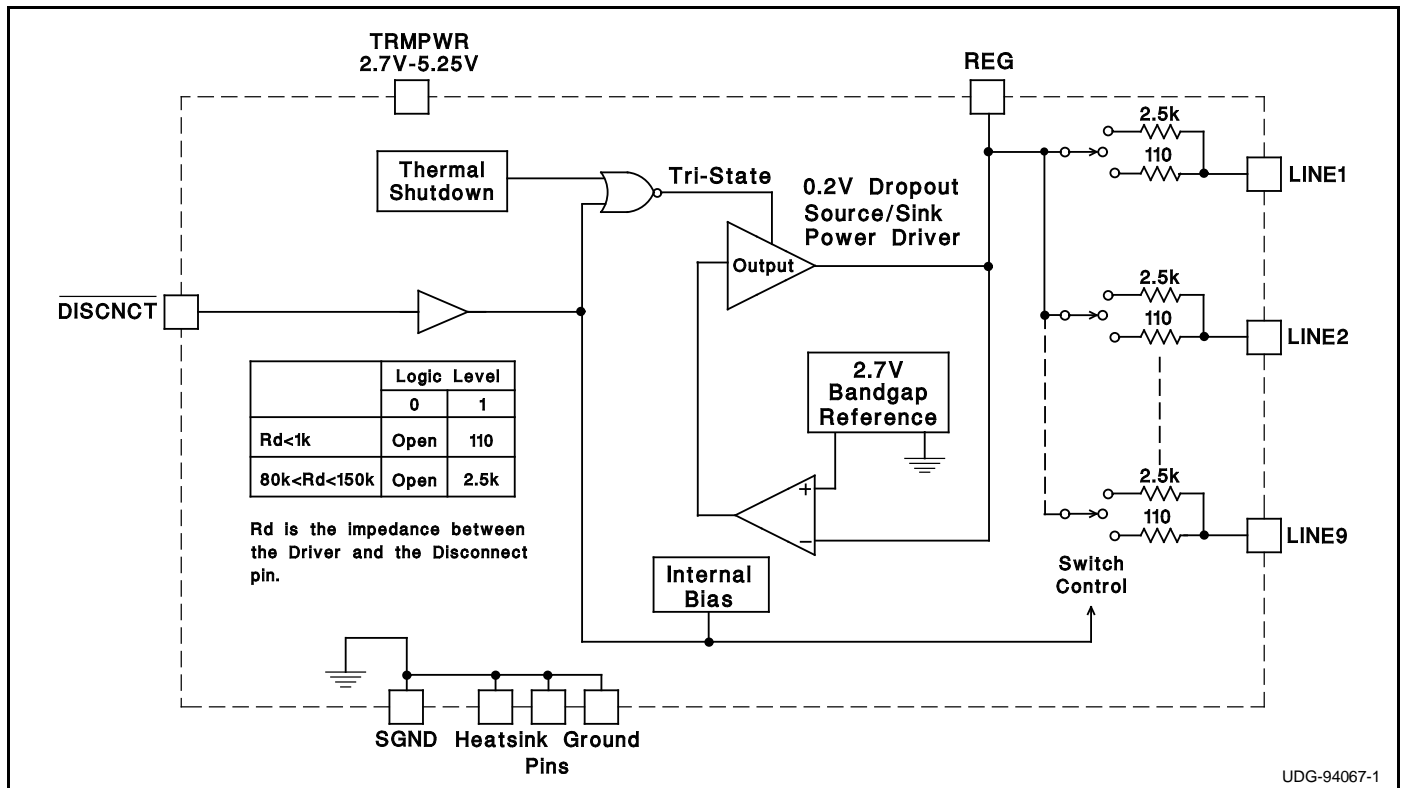 TRMPWR
2.7V-5.25V
REG
2.5k
110
LINE1
Thermal
Shutdown
Tri-State
0.2V Dropout
Source/Sink
Power Driver
Output
DISCNCT
2.5k
110
LINE2
Logic Level
0 1
Rd<1k Open 110
80k<Rd<150k Open 2.5k
Rd is the impedance between
the Driver and the Disconnect
pin.
2.7V
Bandgap
Reference
+
−
2.5k
110
LINE9
Switch
Control
Internal
Bias
SGND Heatsink Ground
Pins
UDG-94067-1